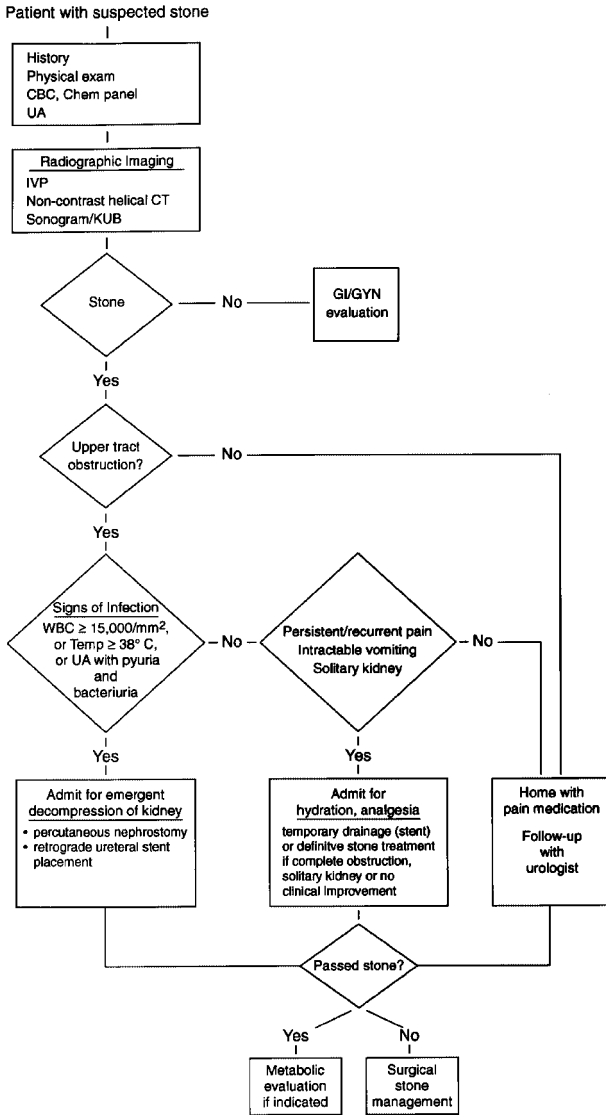 Patient with suspected stone
History
Physical exam
CBC, Chem panel
UA
Radiographic Imaging
IVP
Non-contrast helical CT
Sonogram/KUB
Stone
No
GI/GYN
evaluation
Yes
Upper tract
obstruction?
No
Yes
Signs of Infection
WBC ≥ 15,000/mm²,
or Temp ≥ 38° C,
or UA with pyuria
and
bacteriuria
No
Persistent/recurrent pain
Intractable vomiting
Solitary kidney
No
Yes
Yes
Admit for emergent
decompression of kidney
• percutaneous nephrostomy
• retrograde ureteral stent
placement
Admit for
hydration, analgesia
temporary drainage (stent)
or definitve stone treatment
if complete obstruction,
solitary kidney or no
clinical improvement
Home with
pain medication
Follow-up
with
urologist
Passed stone?
Yes
No
Metabolic
evaluation
if indicated
Surgical
stone
management